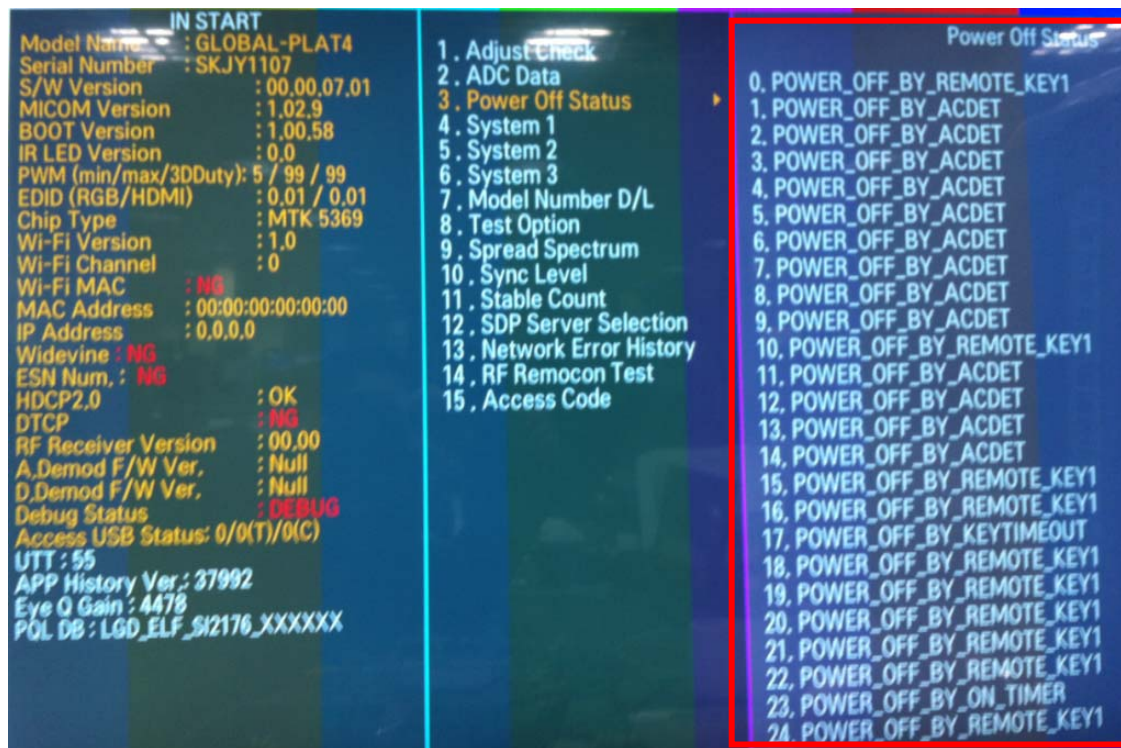 IN START
Model Name : GLOBAL-PLAT4
Serial Number : SKJY1107
S/W Version : 00,00,07,01
MICOM Version : 1,02,9
BOOT Version : 1,00,58
IR LED Version : 0,0
PWM (min/max/3DDuty): 5 / 99 / 99
EDID (RGB/HDMI) : 0,01 / 0,01
Chip Type : MTK 5369
Wi-Fi Version : 1,0
Wi-Fi Channel : 0
Wi-Fi MAC : NG
MAC Address : 00:00:00:00:00:00
IP Address : 0,0,0,0
Widevine : NG
ESN Num, : NG
HDCP2,0 : OK
DTCP : NG
RF Receiver Version : 00,00
A,Demod F/W Ver, : Null
D,Demod F/W Ver, : Null
Debug Status : DEBUG
Access USB Status: 0/0(T)/0(C)
UTT : 55
APP History Ver,: 37992
Eye Q Gain : 4478
PQL DB : LGD_ELF_SI2176_XXXXXX
1 , Adjust Check
2 , ADC Data
3 , Power Off Status
4 , System 1
5 , System 2
6 , System 3
7 , Model Number D/L
8 , Test Option
9 , Spread Spectrum
10 , Sync Level
11 , Stable Count
12 , SDP Server Selection
13 , Network Error History
14 , RF Remocon Test
15 , Access Code
Power Off Status
0, POWER_OFF_BY_REMOTE_KEY1
1, POWER_OFF_BY_ACDET
2, POWER_OFF_BY_ACDET
3, POWER_OFF_BY_ACDET
4, POWER_OFF_BY_ACDET
5, POWER_OFF_BY_ACDET
6, POWER_OFF_BY_ACDET
7, POWER_OFF_BY_ACDET
8, POWER_OFF_BY_ACDET
9, POWER_OFF_BY_ACDET
10, POWER_OFF_BY_REMOTE_KEY1
11, POWER_OFF_BY_ACDET
12, POWER_OFF_BY_ACDET
13, POWER_OFF_BY_ACDET
14, POWER_OFF_BY_ACDET
15, POWER_OFF_BY_REMOTE_KEY1
16, POWER_OFF_BY_REMOTE_KEY1
17, POWER_OFF_BY_KEYTIMEOUT
18, POWER_OFF_BY_REMOTE_KEY1
19, POWER_OFF_BY_REMOTE_KEY1
20, POWER_OFF_BY_REMOTE_KEY1
21, POWER_OFF_BY_REMOTE_KEY1
22, POWER_OFF_BY_REMOTE_KEY1
23, POWER_OFF_BY_ON_TIMER
24, POWER_OFF_BY_REMOTE_KEY1